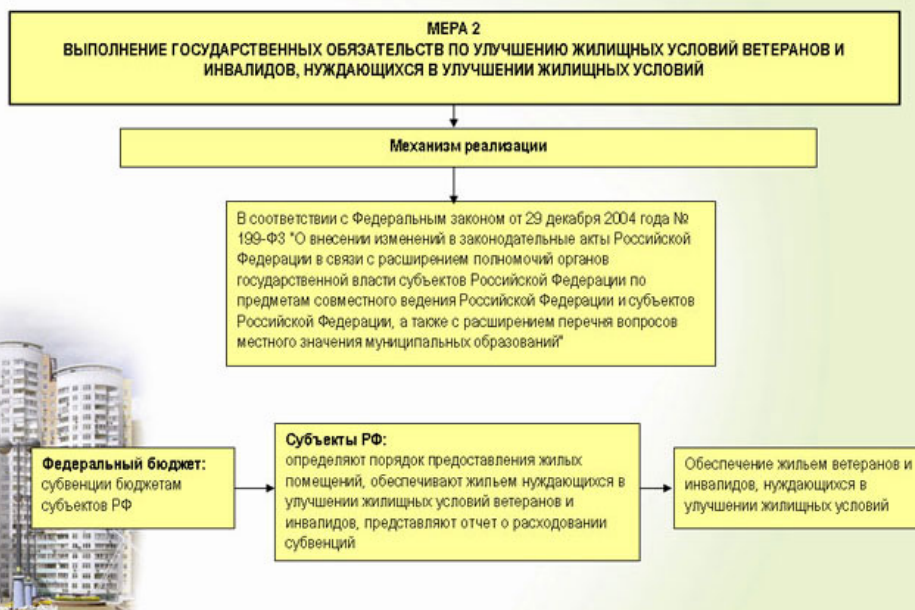 МЕРА 2
ВЫПОЛНЕНИЕ ГОСУДАРСТВЕННЫХ ОБЯЗАТЕЛЬСТВ ПО УЛУЧШЕНИЮ ЖИЛИЩНЫХ УСЛОВИЙ ВЕТЕРАНОВ И
ИНВАЛИДОВ, НУЖДАЮЩИХСЯ В УЛУЧШЕНИИ ЖИЛИЩНЫХ УСЛОВИЙ
Механизм реализации
В соответствии с Федеральным законом от 29 декабря 2004 года №
199-ФЗ "О внесении изменений в законодательные акты Российской
Федерации в связи с расширением полномочий органов
государственной власти субъектов Российской Федерации по
предметам совместного ведения Российской Федерации и субъектов
Российской Федерации, а также с расширением перечня вопросов
местного значения муниципальных образований"
Федеральный бюджет:
субвенции бюджетам
субъектов РФ
Субъекты РФ:
определяют порядок предоставления жилых
помещений, обеспечивают жильем нуждающихся в
улучшении жилищных условий ветеранов и
инвалидов, представляют отчет о расходовании
субвенций
Обеспечение жильем ветеранов и
инвалидов, нуждающихся в
улучшении жилищных условий